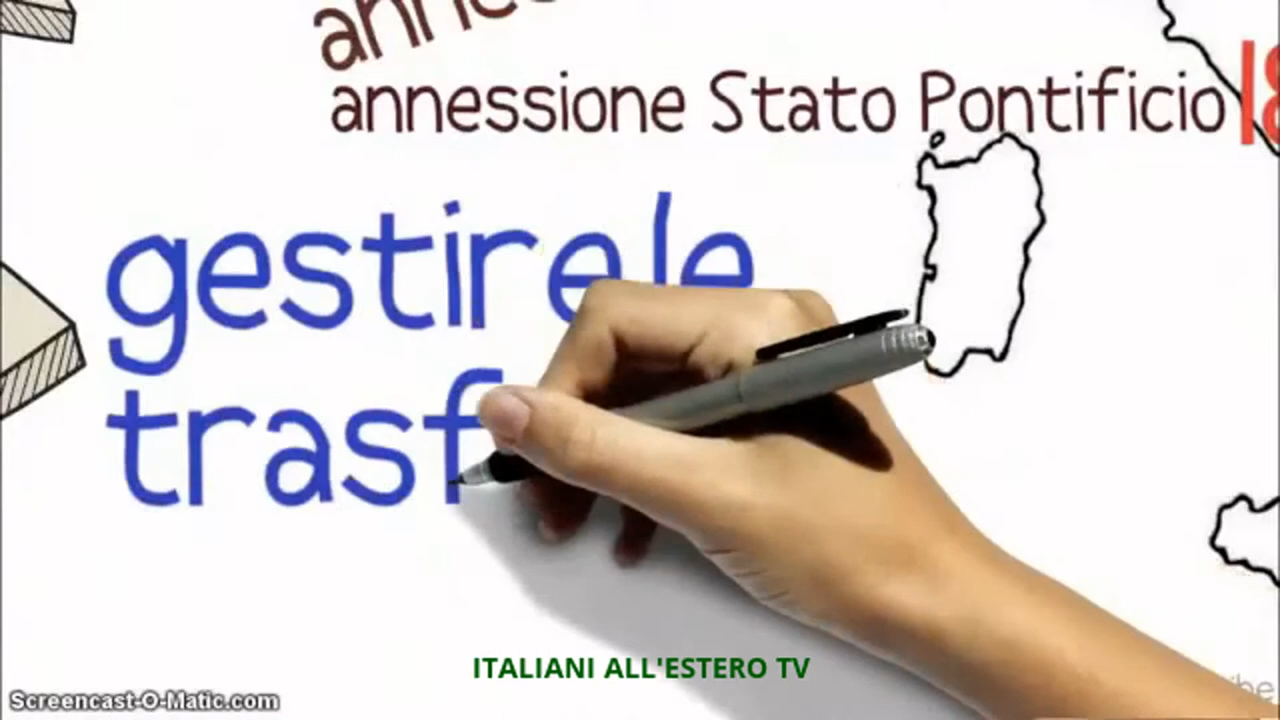 annessione Stato Pontificio
gestire le
trasf
ITALIANI ALL'ESTERO TV
Screencast-O-Matic.com